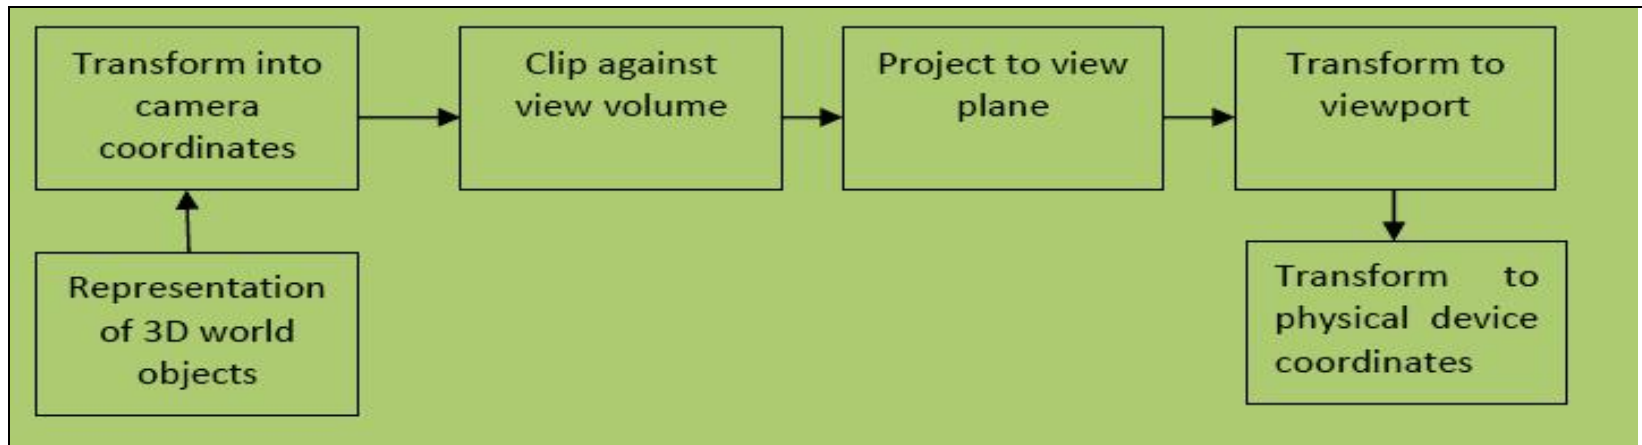 Transform into
camera
coordinates
Clip against
view volume
Project to view
plane
Transform to
viewport
Representation
of 3D world
objects
Transform to
physical device
coordinates